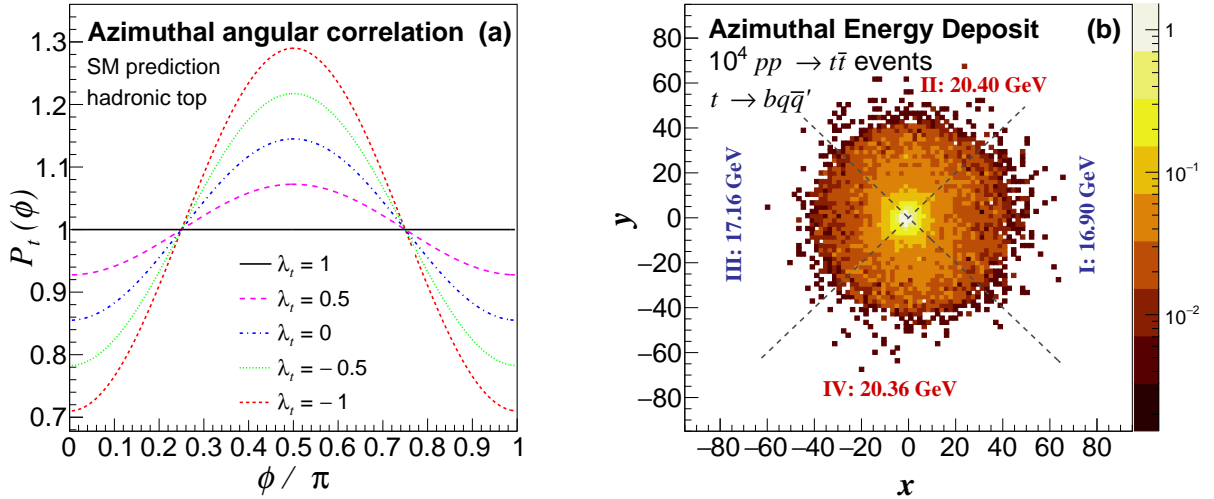 Azimuthal angular correlation (a)
SM prediction
hadronic top
1.3
1.2
1.1
1
0.9
0.8
0.7
P_t(ϕ)
λ_t = 1
λ_t = 0.5
λ_t = 0
λ_t = − 0.5
λ_t = − 1
0 0.1 0.2 0.3 0.4 0.5 0.6 0.7 0.8 0.9 1
ϕ / π
Azimuthal Energy Deposit (b)
10^4 pp → tt̄ events
t → bqq̄'
II: 20.40 GeV
III: 17.16 GeV
I: 16.90 GeV
IV: 20.36 GeV
80
60
40
20
0
−20
−40
−60
−80
y
−80 −60 −40 −20 0 20 40 60 80
x
1
10^−1
10^−2